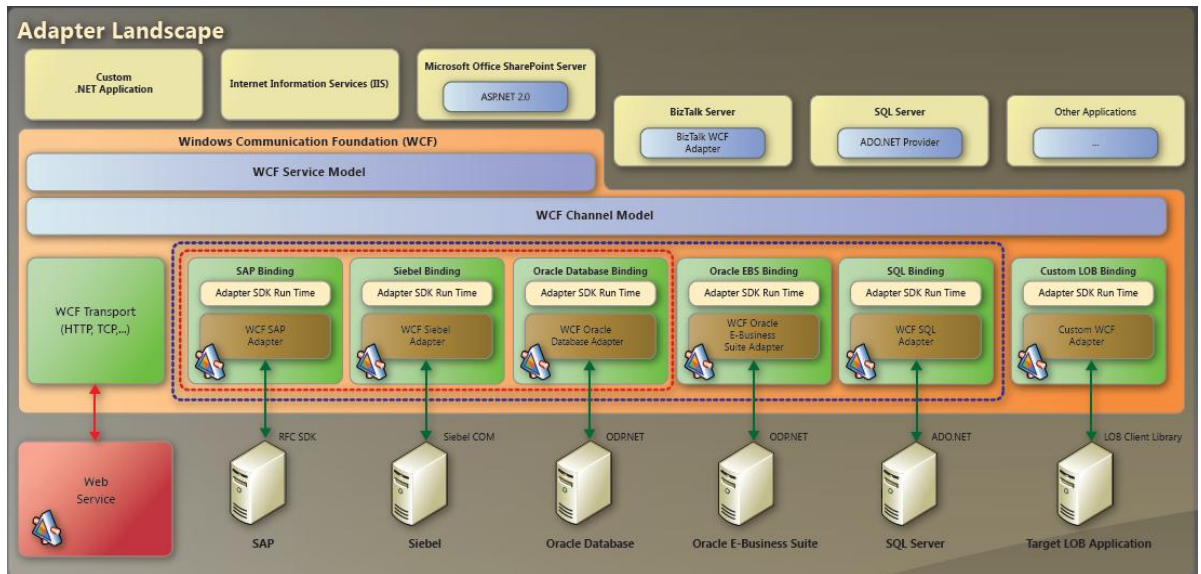 Adapter Landscape
Custom
.NET Application
Internet Information Services (IIS)
Microsoft Office SharePoint Server
ASP.NET 2.0
BizTalk Server
BizTalk WCF
Adapter
SQL Server
ADO.NET Provider
Other Applications
...
Windows Communication Foundation (WCF)
WCF Service Model
WCF Channel Model
WCF Transport
(HTTP, TCP,...)
SAP Binding
Adapter SDK Run Time
WCF SAP
Adapter
Siebel Binding
Adapter SDK Run Time
WCF Siebel
Adapter
Oracle Database Binding
Adapter SDK Run Time
WCF Oracle
Database Adapter
Oracle EBS Binding
Adapter SDK Run Time
WCF Oracle
E-Business
Suite Adapter
SQL Binding
Adapter SDK Run Time
WCF SQL
Adapter
Custom LOB Binding
Adapter SDK Run Time
Custom WCF
Adapter
RFC SDK
Siebel COM
ODP.NET
ODP.NET
ADO.NET
LOB Client Library
Web
Service
SAP
Siebel
Oracle Database
Oracle E-Business Suite
SQL Server
Target LOB Application